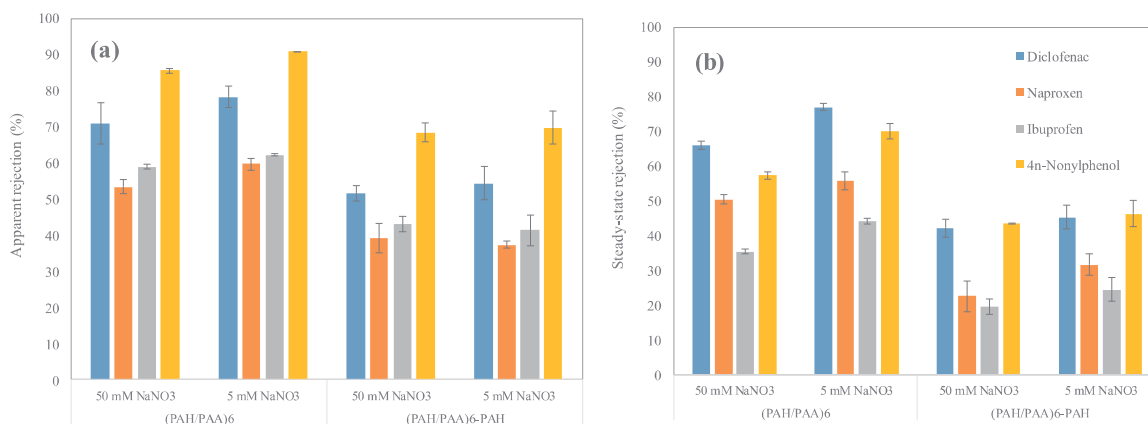 (a)
Apparent rejection (%)
100
90
80
70
60
50
40
30
20
10
0
50 mM NaNO3
5 mM NaNO3
50 mM NaNO3
5 mM NaNO3
(PAH/PAA)6
(PAH/PAA)6-PAH
(b)
Steady-state rejection (%)
100
90
80
70
60
50
40
30
20
10
0
Diclofenac
Naproxen
Ibuprofen
4n-Nonylphenol
50 mM NaNO3
5 mM NaNO3
50 mM NaNO3
5 mM NaNO3
(PAH/PAA)6
(PAH/PAA)6-PAH